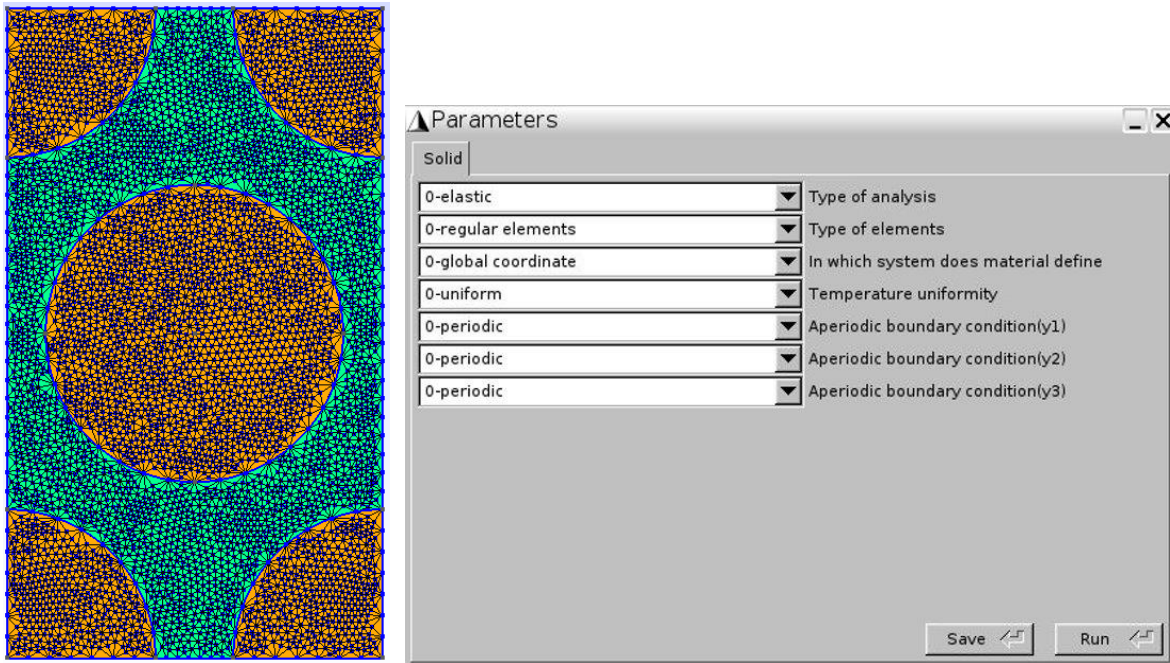 Parameters
Solid
0-elastic Type of analysis
0-regular elements Type of elements
0-global coordinate In which system does material define
0-uniform Temperature uniformity
0-periodic Aperiodic boundary condition(y1)
0-periodic Aperiodic boundary condition(y2)
0-periodic Aperiodic boundary condition(y3)
Save Run